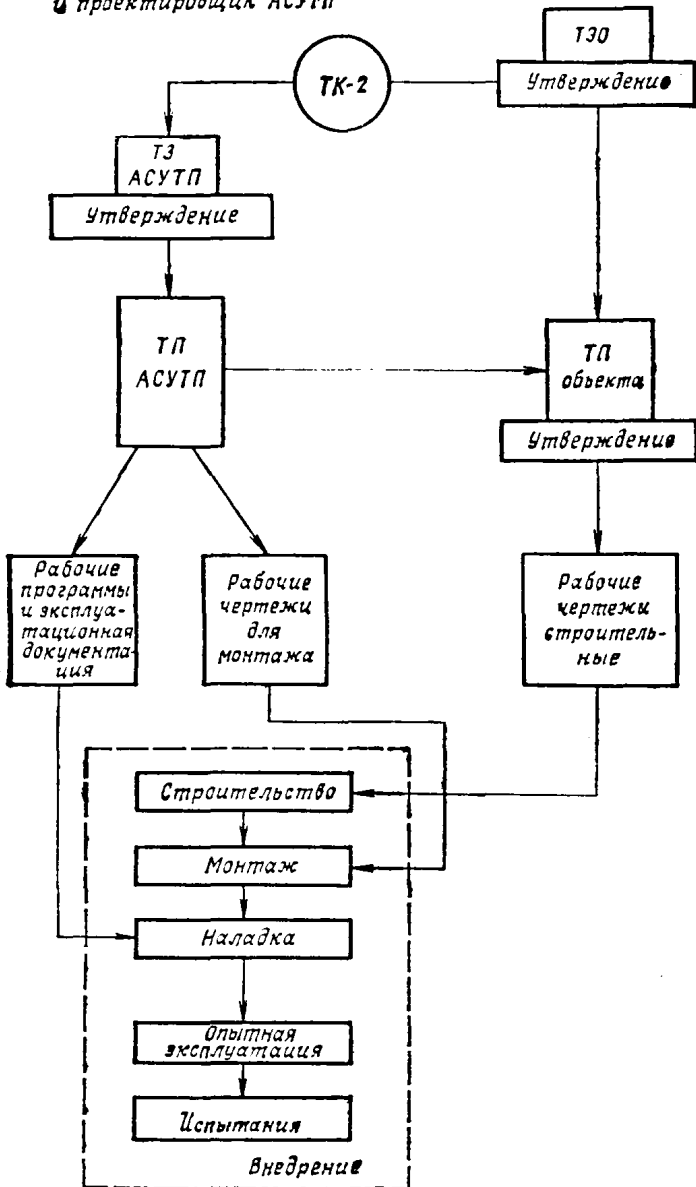 и проектировщик АСУТП
ТЭО
Утверждение
ТК-2
ТЗ
АСУТП
Утверждение
ТП
АСУТП
ТП
объекта
Утверждение
Рабочие
программы
и эксплуа-
тационная
документа-
ция
Рабочие
чертежи
для
монтажа
Рабочие
чертежи
строитель-
ные
Строительство
Монтаж
Наладка
Опытная
эксплуатация
Испытания
Внедрение